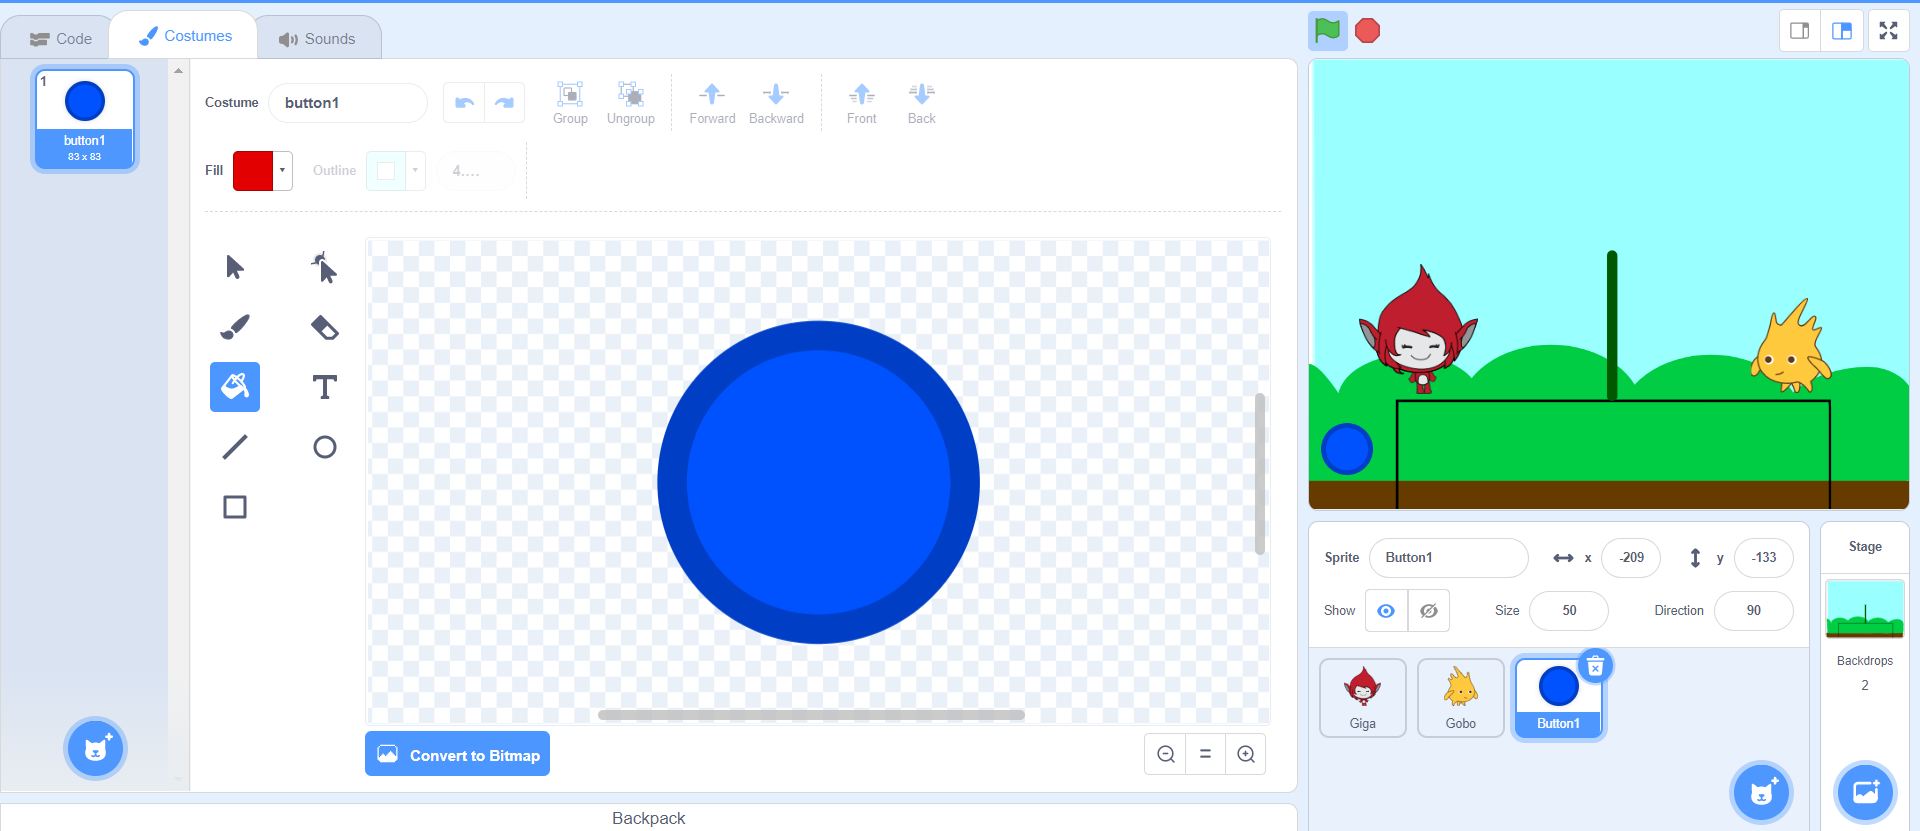 Code
Costumes
Sounds
1
button1
83 x 83
Costume
button1
Group
Ungroup
Forward
Backward
Front
Back
Fill
Outline
4....
T
Convert to Bitmap
Backpack
Sprite
Button1
x
-209
y
-133
Show
Size
50
Direction
90
Giga
Gobo
Button1
Stage
Backdrops
2